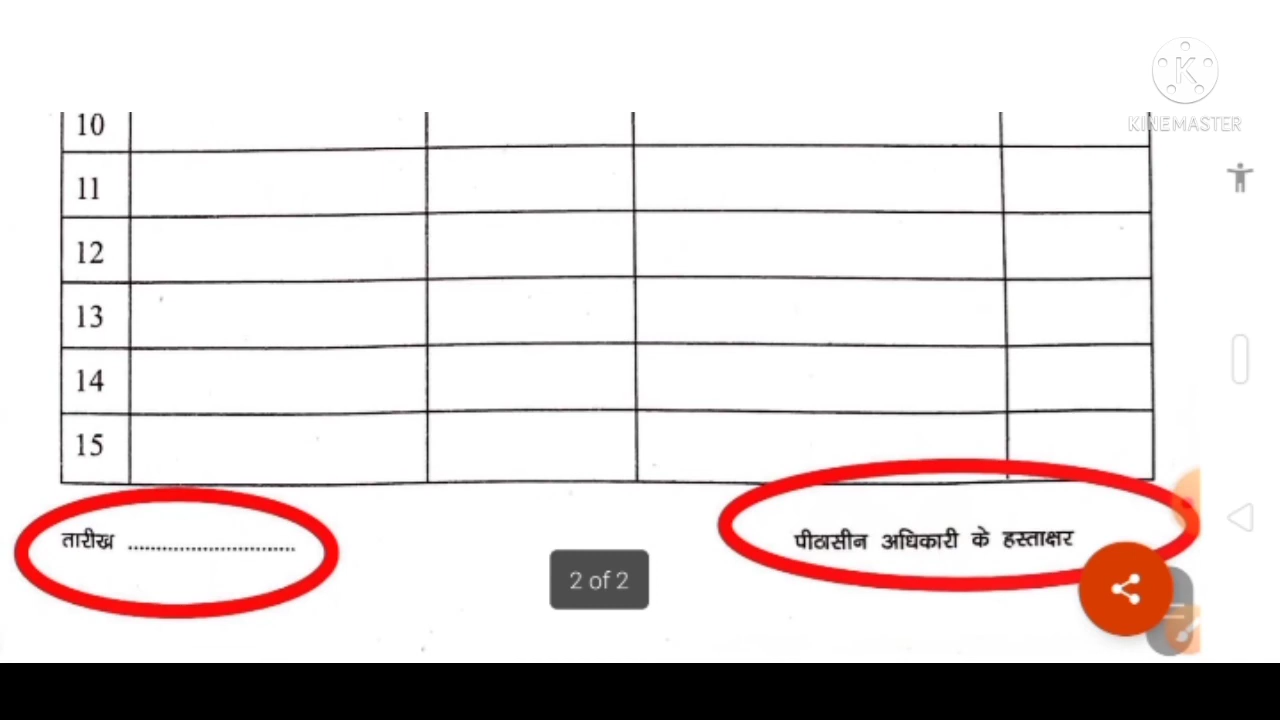 K
KINEMASTER
10
11
12
13
14
15
तारीख ..............................
पीठासीन अधिकारी के हस्ताक्षर
2 of 2